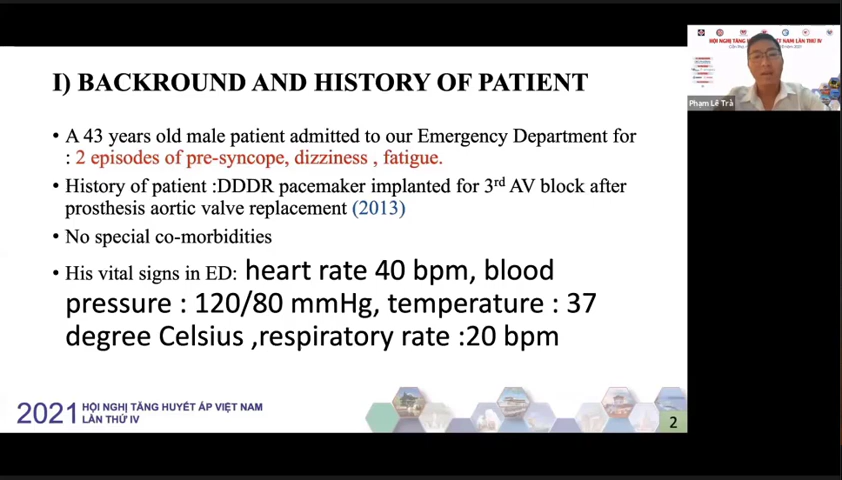 I) BACKROUND AND HISTORY OF PATIENT
• A 43 years old male patient admitted to our Emergency Department for
: 2 episodes of pre-syncope, dizziness , fatigue.
• History of patient :DDDR pacemaker implanted for 3rd AV block after
prosthesis aortic valve replacement (2013)
• No special co-morbidities
• His vital signs in ED: heart rate 40 bpm, blood
pressure : 120/80 mmHg, temperature : 37
degree Celsius ,respiratory rate :20 bpm
2021 HỘI NGHỊ TĂNG HUYẾT ÁP VIỆT NAM
LẦN THỨ IV
2
Phạm Lê Trà